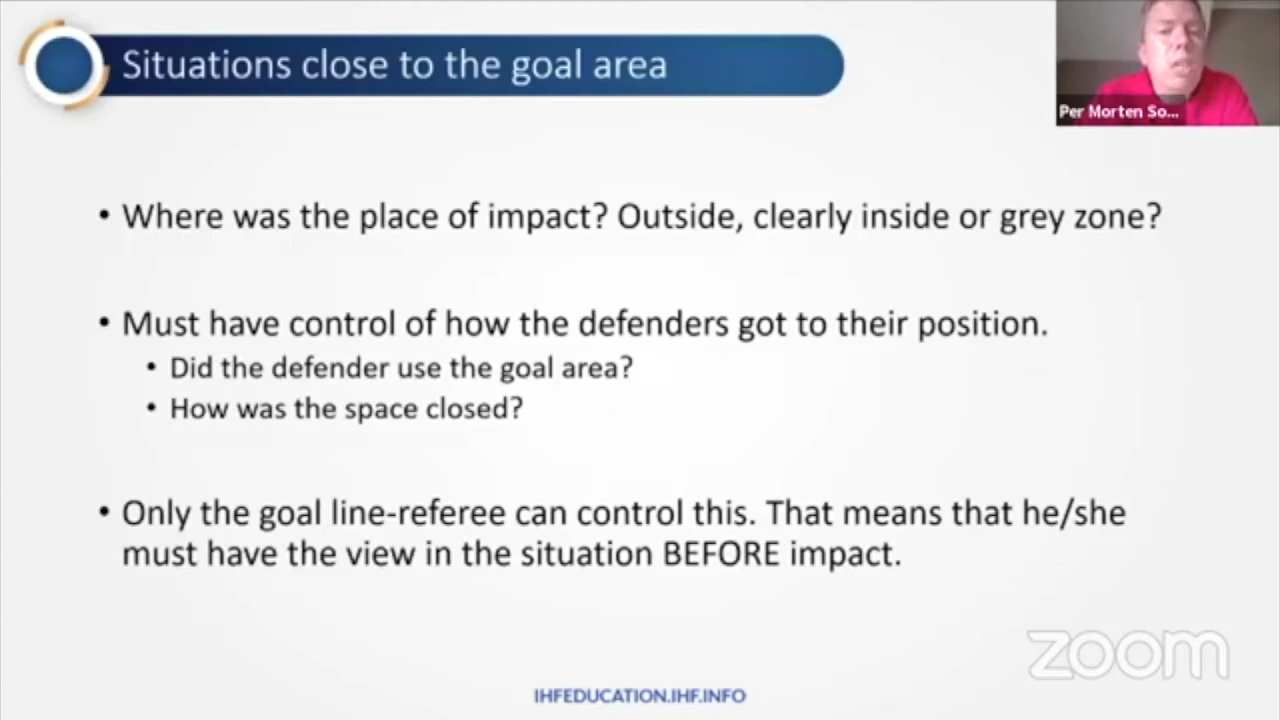 Situations close to the goal area
Per Morten So...
• Where was the place of impact? Outside, clearly inside or grey zone?
• Must have control of how the defenders got to their position.
• Did the defender use the goal area?
• How was the space closed?
• Only the goal line-referee can control this. That means that he/she
must have the view in the situation BEFORE impact.
zoom
IHFEDUCATION.IHF.INFO